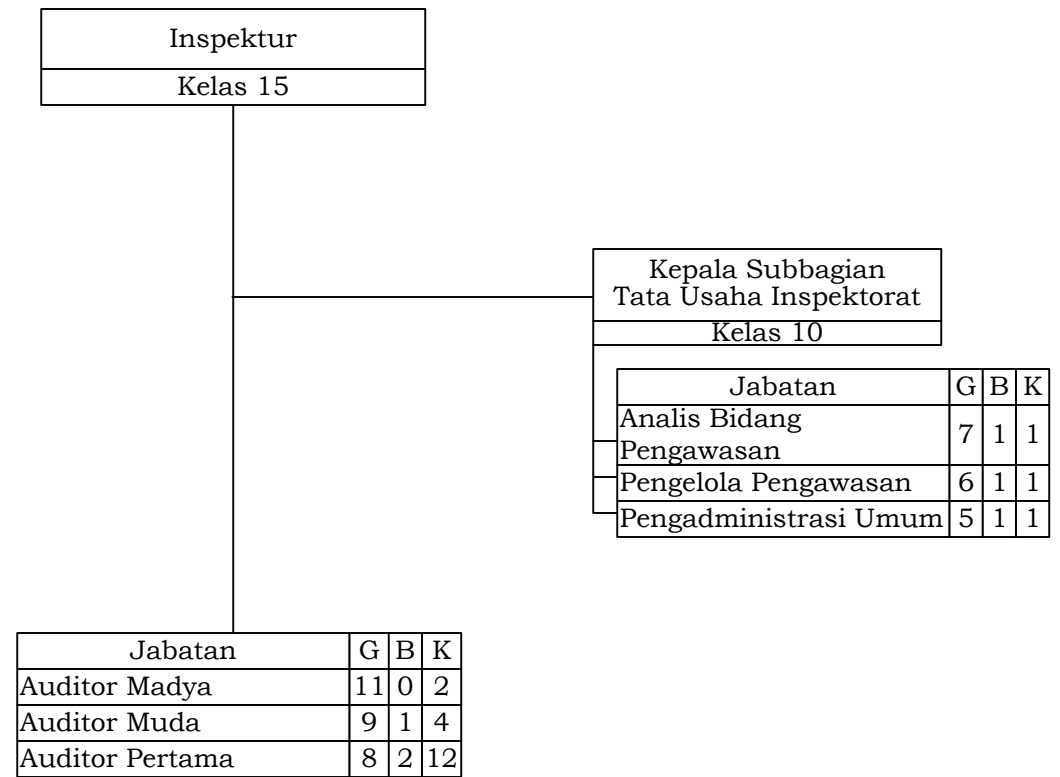 Inspektur
Kelas 15
Kepala Subbagian
Tata Usaha Inspektorat
Kelas 10
Jabatan G B K
Analis Bidang
Pengawasan 7 1 1
Pengelola Pengawasan 6 1 1
Pengadministrasi Umum 5 1 1
Jabatan G B K
Auditor Madya 11 0 2
Auditor Muda 9 1 4
Auditor Pertama 8 2 12